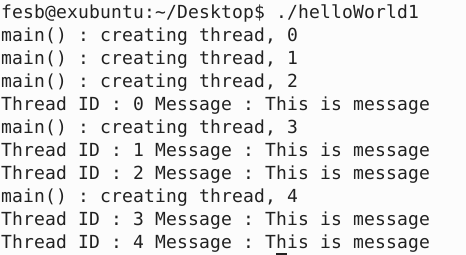 fesb@exubuntu:~/Desktop$ ./helloWorld1
main() : creating thread, 0
main() : creating thread, 1
main() : creating thread, 2
Thread ID : 0 Message : This is message
main() : creating thread, 3
Thread ID : 1 Message : This is message
Thread ID : 2 Message : This is message
main() : creating thread, 4
Thread ID : 3 Message : This is message
Thread ID : 4 Message : This is message